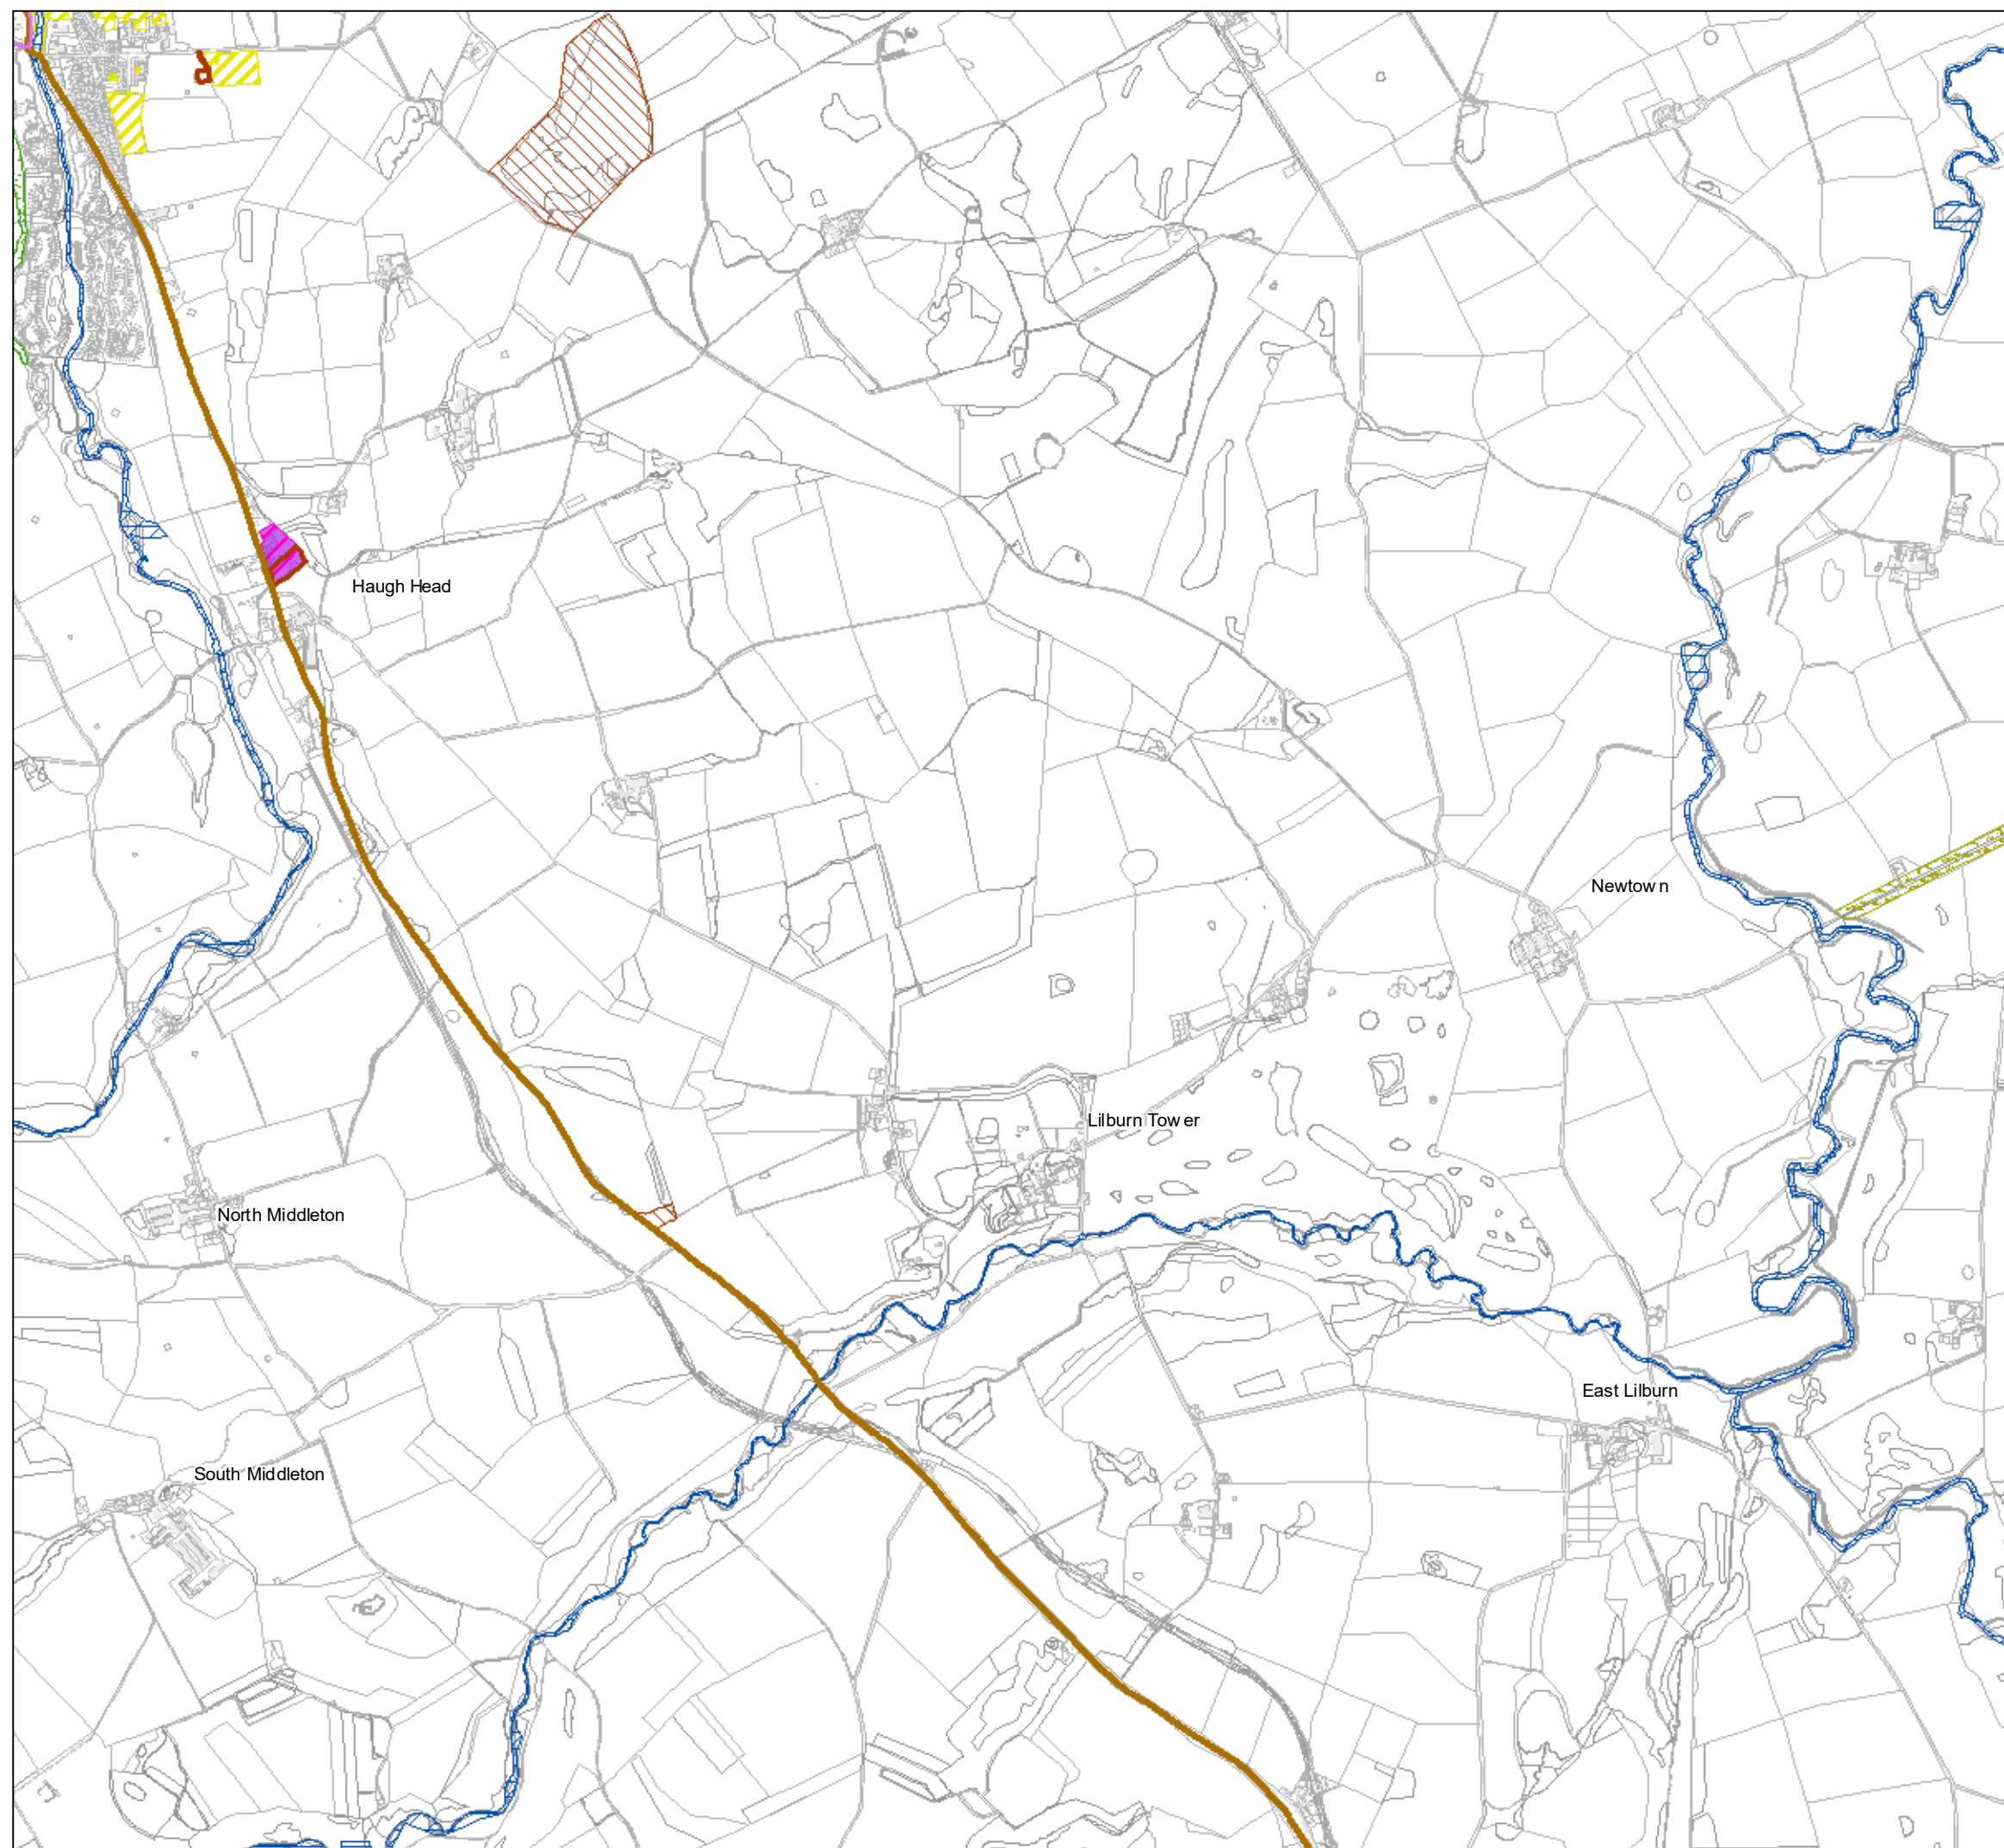 Haugh Head
Newtown
Lilburn Tower
North Middleton
East Lilburn
South Middleton